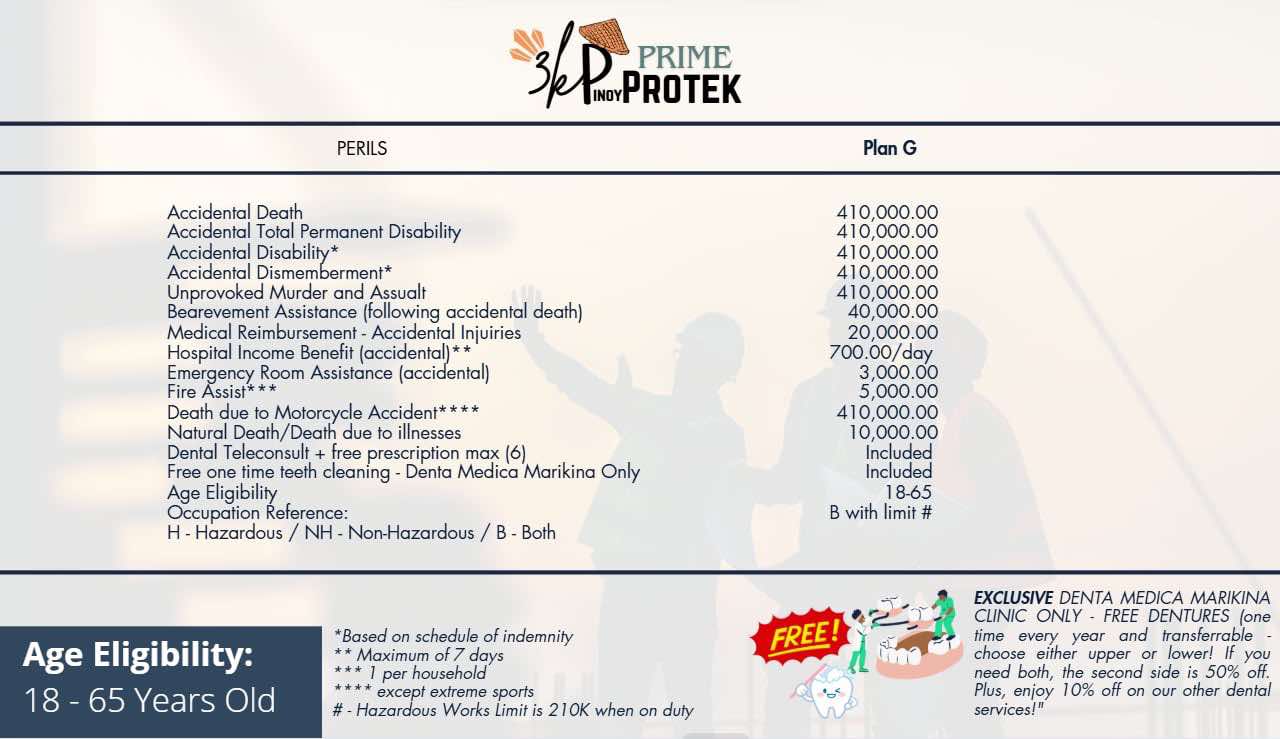 3kP PRIME
INOY PROTEK
PERILS Plan G
Accidental Death 410,000.00
Accidental Total Permanent Disability 410,000.00
Accidental Disability* 410,000.00
Accidental Dismemberment* 410,000.00
Unprovoked Murder and Assualt 410,000.00
Bearevement Assistance (following accidental death) 40,000.00
Medical Reimbursement - Accidental Injuiries 20,000.00
Hospital Income Benefit (accidental)** 700.00/day
Emergency Room Assistance (accidental) 3,000.00
Fire Assist*** 5,000.00
Death due to Motorcycle Accident**** 410,000.00
Natural Death/Death due to illnesses 10,000.00
Dental Teleconsult + free prescription max (6) Included
Free one time teeth cleaning - Denta Medica Marikina Only Included
Age Eligibility 18-65
Occupation Reference: B with limit #
H - Hazardous / NH - Non-Hazardous / B - Both
Age Eligibility:
18 - 65 Years Old
*Based on schedule of indemnity
** Maximum of 7 days
*** 1 per household
**** except extreme sports
# - Hazardous Works Limit is 210K when on duty
FREE!
EXCLUSIVE DENTA MEDICA MARIKINA
CLINIC ONLY - FREE DENTURES (one
time every year and transferrable -
choose either upper or lower! If you
need both, the second side is 50% off.
Plus, enjoy 10% off on our other dental
services!"